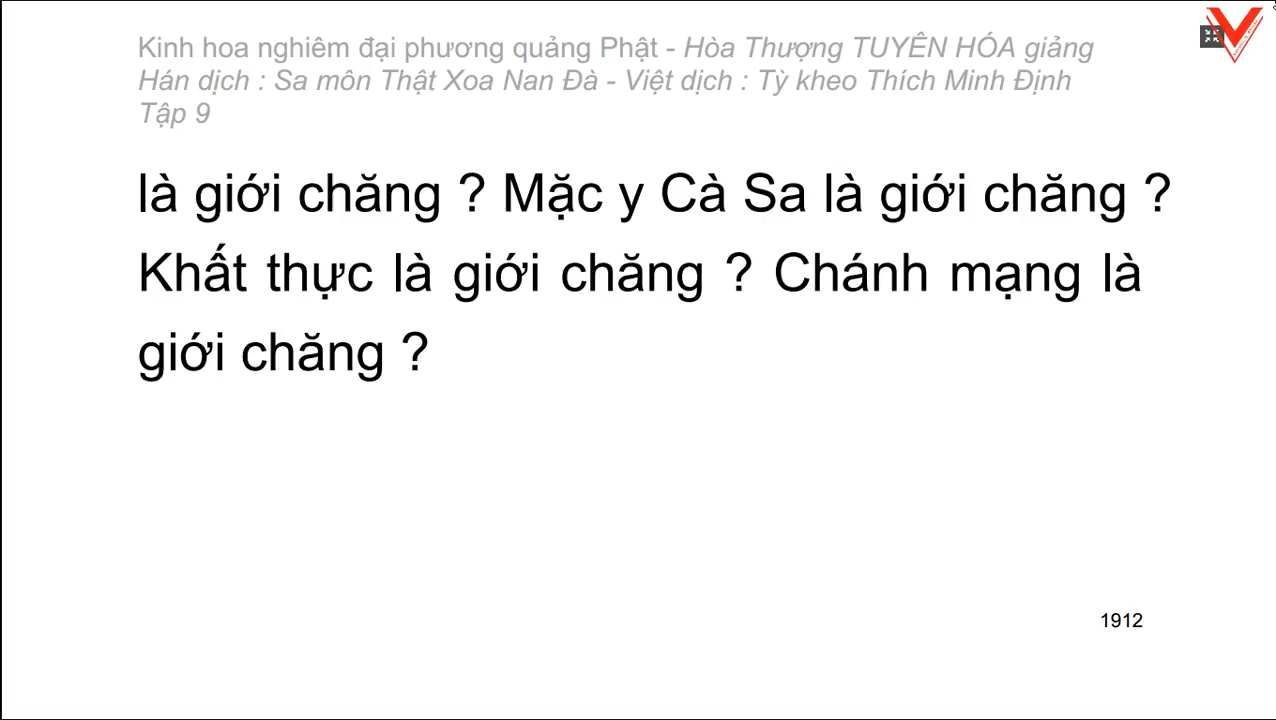 Kinh hoa nghiêm đại phương quảng Phật - Hòa Thượng TUYÊN HÓA giảng
Hán dịch : Sa môn Thật Xoa Nan Đà - Việt dịch : Tỳ kheo Thích Minh Định
Tập 9
là giới chăng ? Mặc y Cà Sa là giới chăng ?
Khất thực là giới chăng ? Chánh mạng là
giới chăng ?
1912